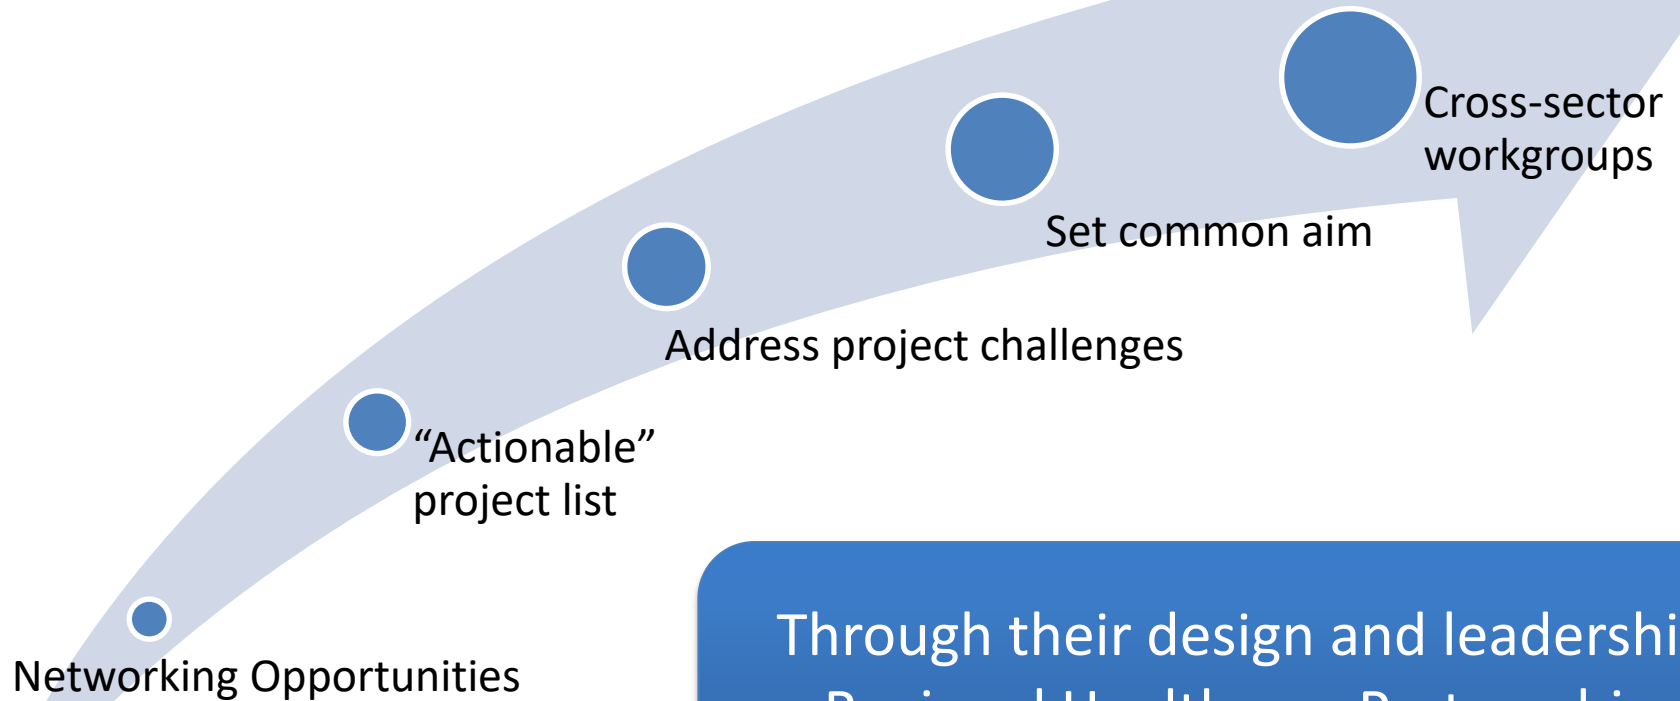 Cross-sector
workgroups
Set common aim
Address project challenges
“Actionable”
project list
Networking Opportunities
Through their design and leadershi